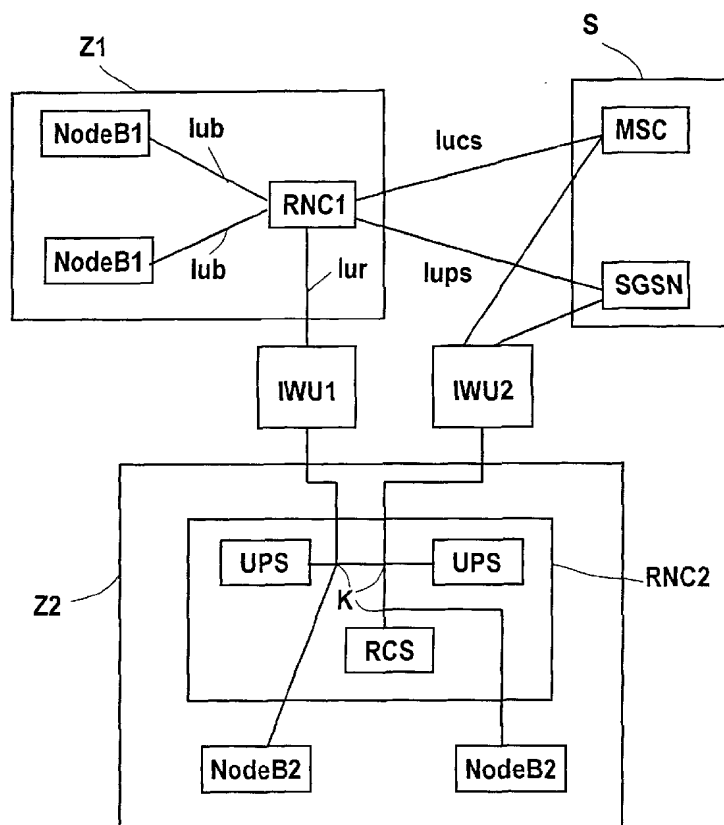 Z1
S
NodeB1
Iub
Iucs
MSC
RNC1
NodeB1
Iub
Iur
Iups
SGSN
IWU1
IWU2
UPS
UPS
RNC2
Z2
K
RCS
NodeB2
NodeB2